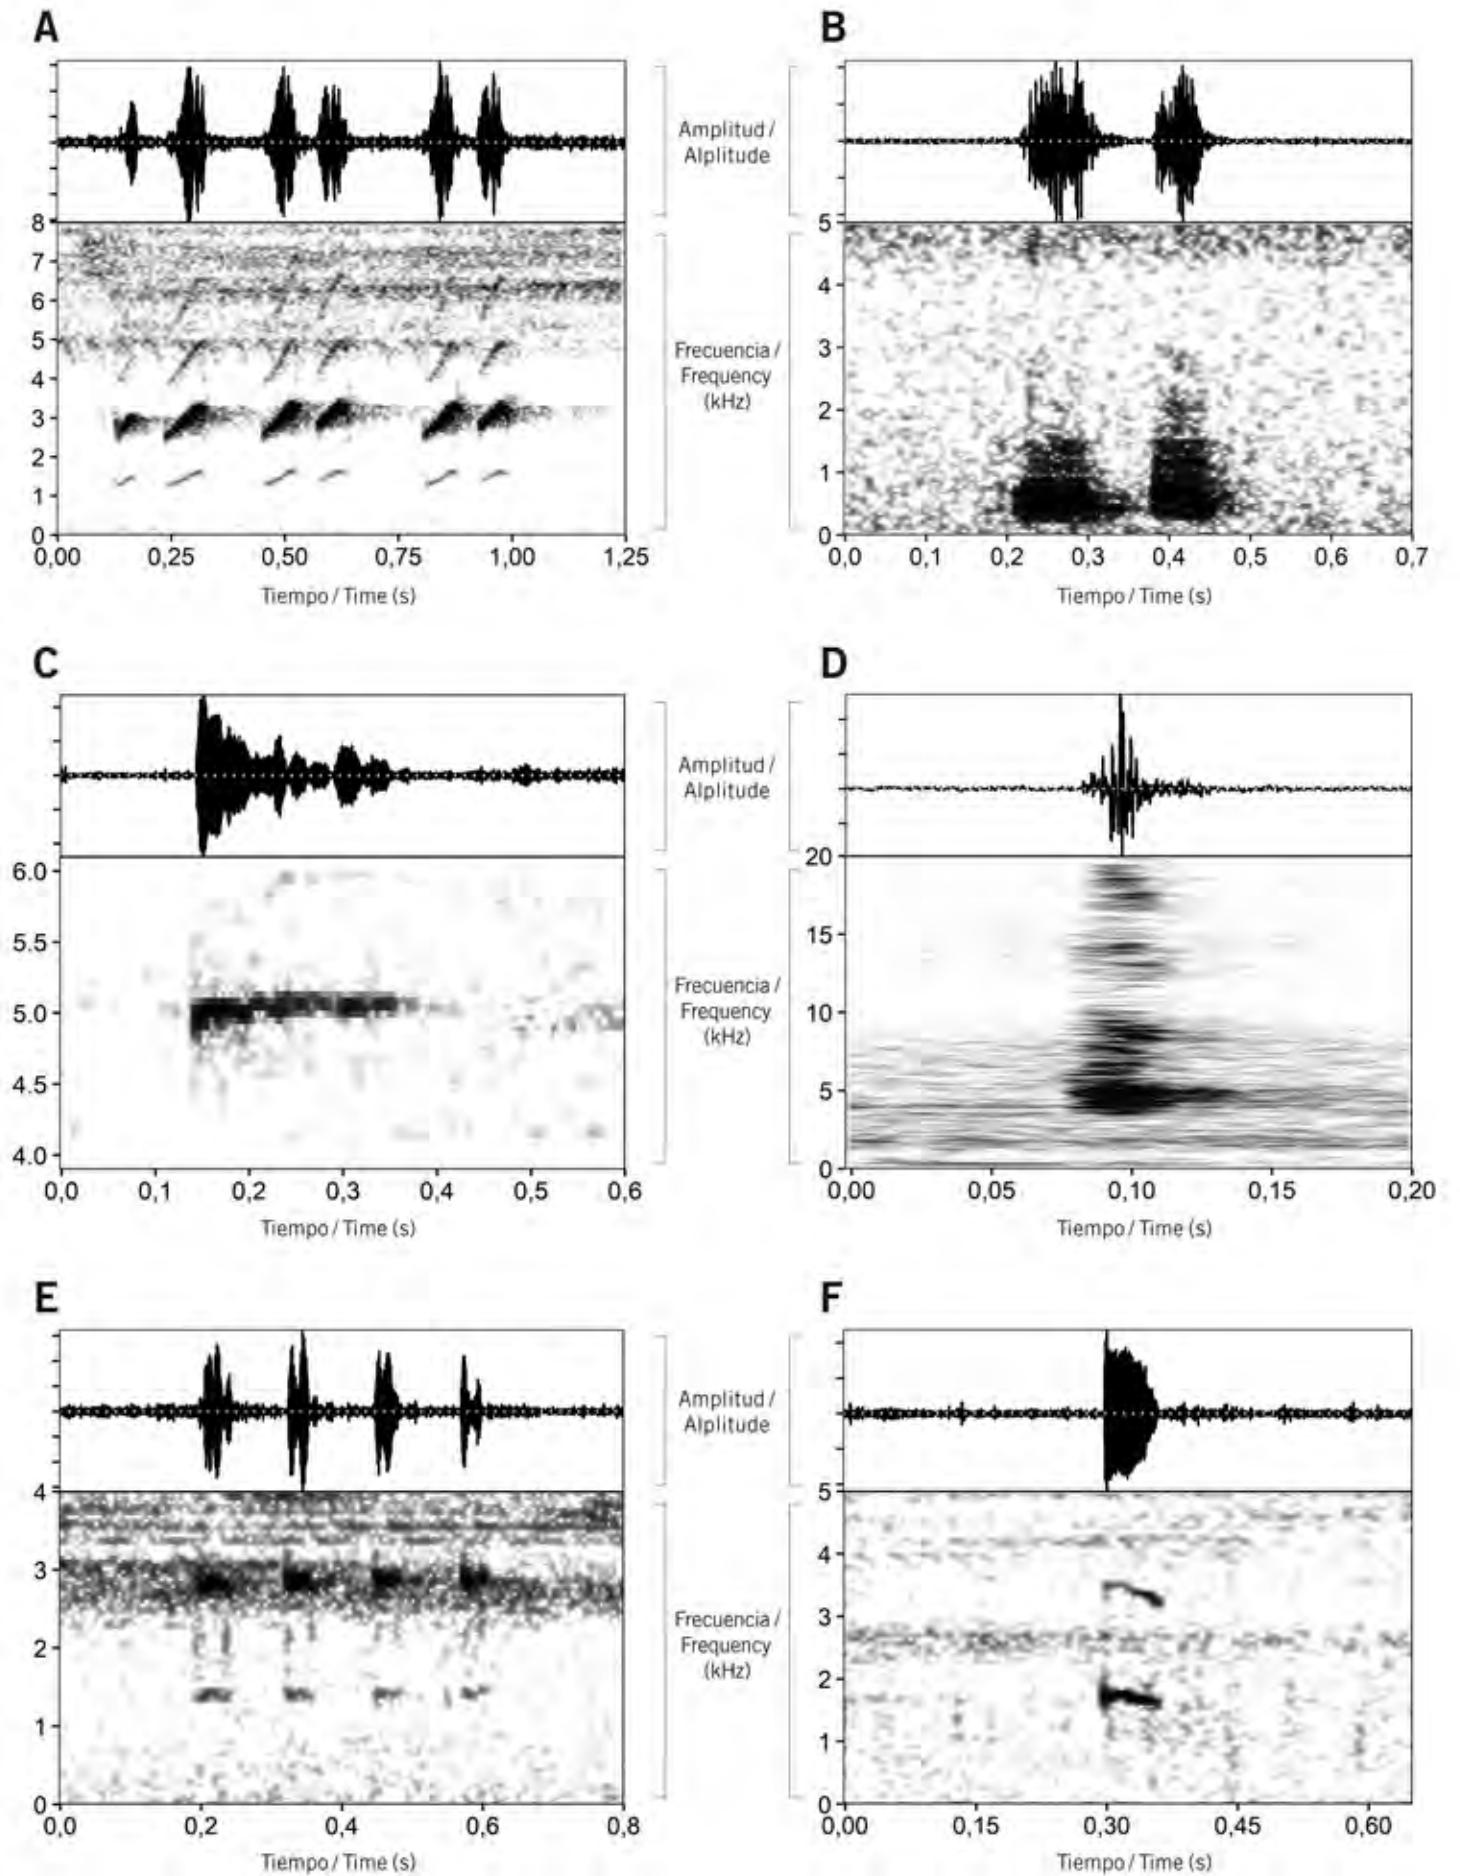 A
B
Amplitud /
Alplitude
8
7
6
5
4
3
2
1
0
5
4
3
2
1
0
Frecuencia /
Frequency
(kHz)
0,00 0,25 0,50 0,75 1,00 1,25
0,0 0,1 0,2 0,3 0,4 0,5 0,6 0,7
Tiempo / Time (s)
Tiempo / Time (s)
C
D
Amplitud /
Alplitude
6.0
5.5
5.0
4.5
4.0
20
15
10
5
0
Frecuencia /
Frequency
(kHz)
0,0 0,1 0,2 0,3 0,4 0,5 0,6
0,00 0,05 0,10 0,15 0,20
Tiempo / Time (s)
Tiempo / Time (s)
E
F
Amplitud /
Alplitude
4
3
2
1
0
5
4
3
2
1
0
Frecuencia /
Frequency
(kHz)
0,0 0,2 0,4 0,6 0,8
0,00 0,15 0,30 0,45 0,60
Tiempo / Time (s)
Tiempo / Time (s)